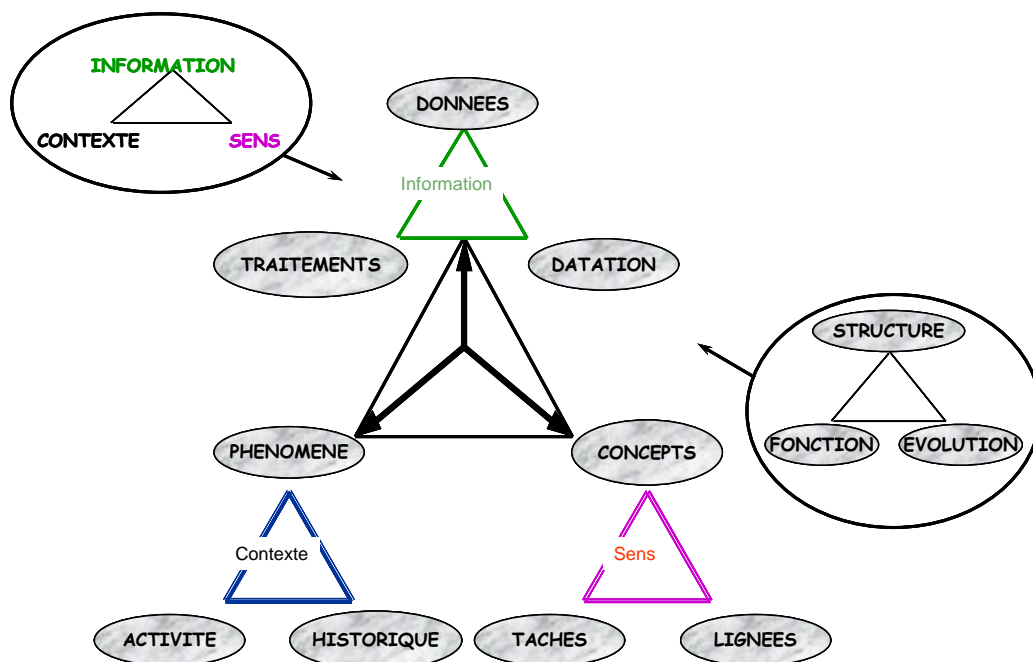 INFORMATION
CONTEXTE
SENS
DONNEES
Information
TRAITEMENTS
DATATION
STRUCTURE
FONCTION
EVOLUTION
PHENOMENE
CONCEPTS
Contexte
Sens
ACTIVITE
HISTORIQUE
TACHES
LIGNEES